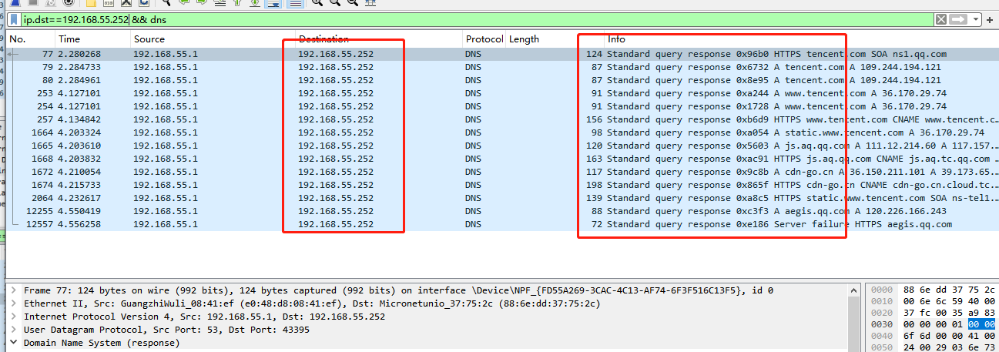 ip.dst==192.168.55.252 && dns
No. Time Source Destination Protocol Length Info
77 2.280268 192.168.55.1 192.168.55.252 DNS 124 Standard query response 0x96b0 HTTPS tencent.com SOA ns1.qq.com
79 2.284733 192.168.55.1 192.168.55.252 DNS 87 Standard query response 0x6732 A tencent.com A 109.244.194.121
80 2.284961 192.168.55.1 192.168.55.252 DNS 87 Standard query response 0x8e95 A tencent.com A 109.244.194.121
253 4.127101 192.168.55.1 192.168.55.252 DNS 91 Standard query response 0xa244 A www.tencent.com A 36.170.29.74
254 4.127101 192.168.55.1 192.168.55.252 DNS 91 Standard query response 0x1728 A www.tencent.com A 36.170.29.74
257 4.134842 192.168.55.1 192.168.55.252 DNS 156 Standard query response 0xb6d9 HTTPS www.tencent.com CNAME www.tencent.c…
1664 4.203324 192.168.55.1 192.168.55.252 DNS 98 Standard query response 0xa054 A static.www.tencent.com A 36.170.29.74
1665 4.203610 192.168.55.1 192.168.55.252 DNS 120 Standard query response 0x5603 A js.aq.qq.com A 111.12.214.60 A 117.157…
1668 4.203832 192.168.55.1 192.168.55.252 DNS 163 Standard query response 0xac91 HTTPS js.aq.qq.com CNAME js.aq.tc.qq.com …
1672 4.210054 192.168.55.1 192.168.55.252 DNS 117 Standard query response 0x9c8b A cdn-go.cn A 36.150.211.101 A 39.173.65…
1674 4.215733 192.168.55.1 192.168.55.252 DNS 198 Standard query response 0x865f HTTPS cdn-go.cn CNAME cdn-go.cn.cloud.tc…
2064 4.232617 192.168.55.1 192.168.55.252 DNS 139 Standard query response 0xa8c5 HTTPS static.www.tencent.com SOA ns-tel1…
12255 4.550419 192.168.55.1 192.168.55.252 DNS 88 Standard query response 0xc3f3 A aegis.qq.com A 120.226.166.243
12557 4.556258 192.168.55.1 192.168.55.252 DNS 72 Standard query response 0xe186 Server failure HTTPS aegis.qq.com
Frame 77: 124 bytes on wire (992 bits), 124 bytes captured (992 bits) on interface \Device\NPF_{FD55A269-3CAC-4C13-AF74-6F3F516C13F5}, id 0
Ethernet II, Src: GuangzhiWuli_08:41:ef (e0:48:d8:08:41:ef), Dst: Micronetunio_37:75:2c (88:6e:dd:37:75:2c)
Internet Protocol Version 4, Src: 192.168.55.1, Dst: 192.168.55.252
User Datagram Protocol, Src Port: 53, Dst Port: 43395
Domain Name System (response)
0000 88 6e dd 37 75 2c
0010 00 6e 6c 59 40 00
0020 37 fc 00 35 a9 83
0030 00 00 00 01 00 00
0040 6f 6d 00 00 41 00
0050 24 00 29 03 6e 73